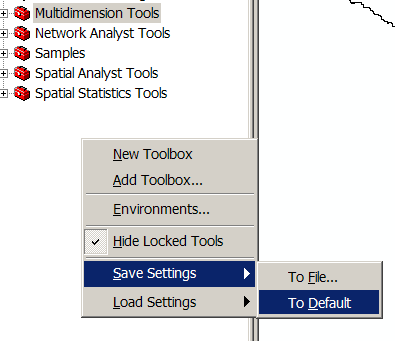 Multidimension Tools
Network Analyst Tools
Samples
Spatial Analyst Tools
Spatial Statistics Tools
New Toolbox
Add Toolbox...
Environments...
Hide Locked Tools
Save Settings
Load Settings
To File...
To Default